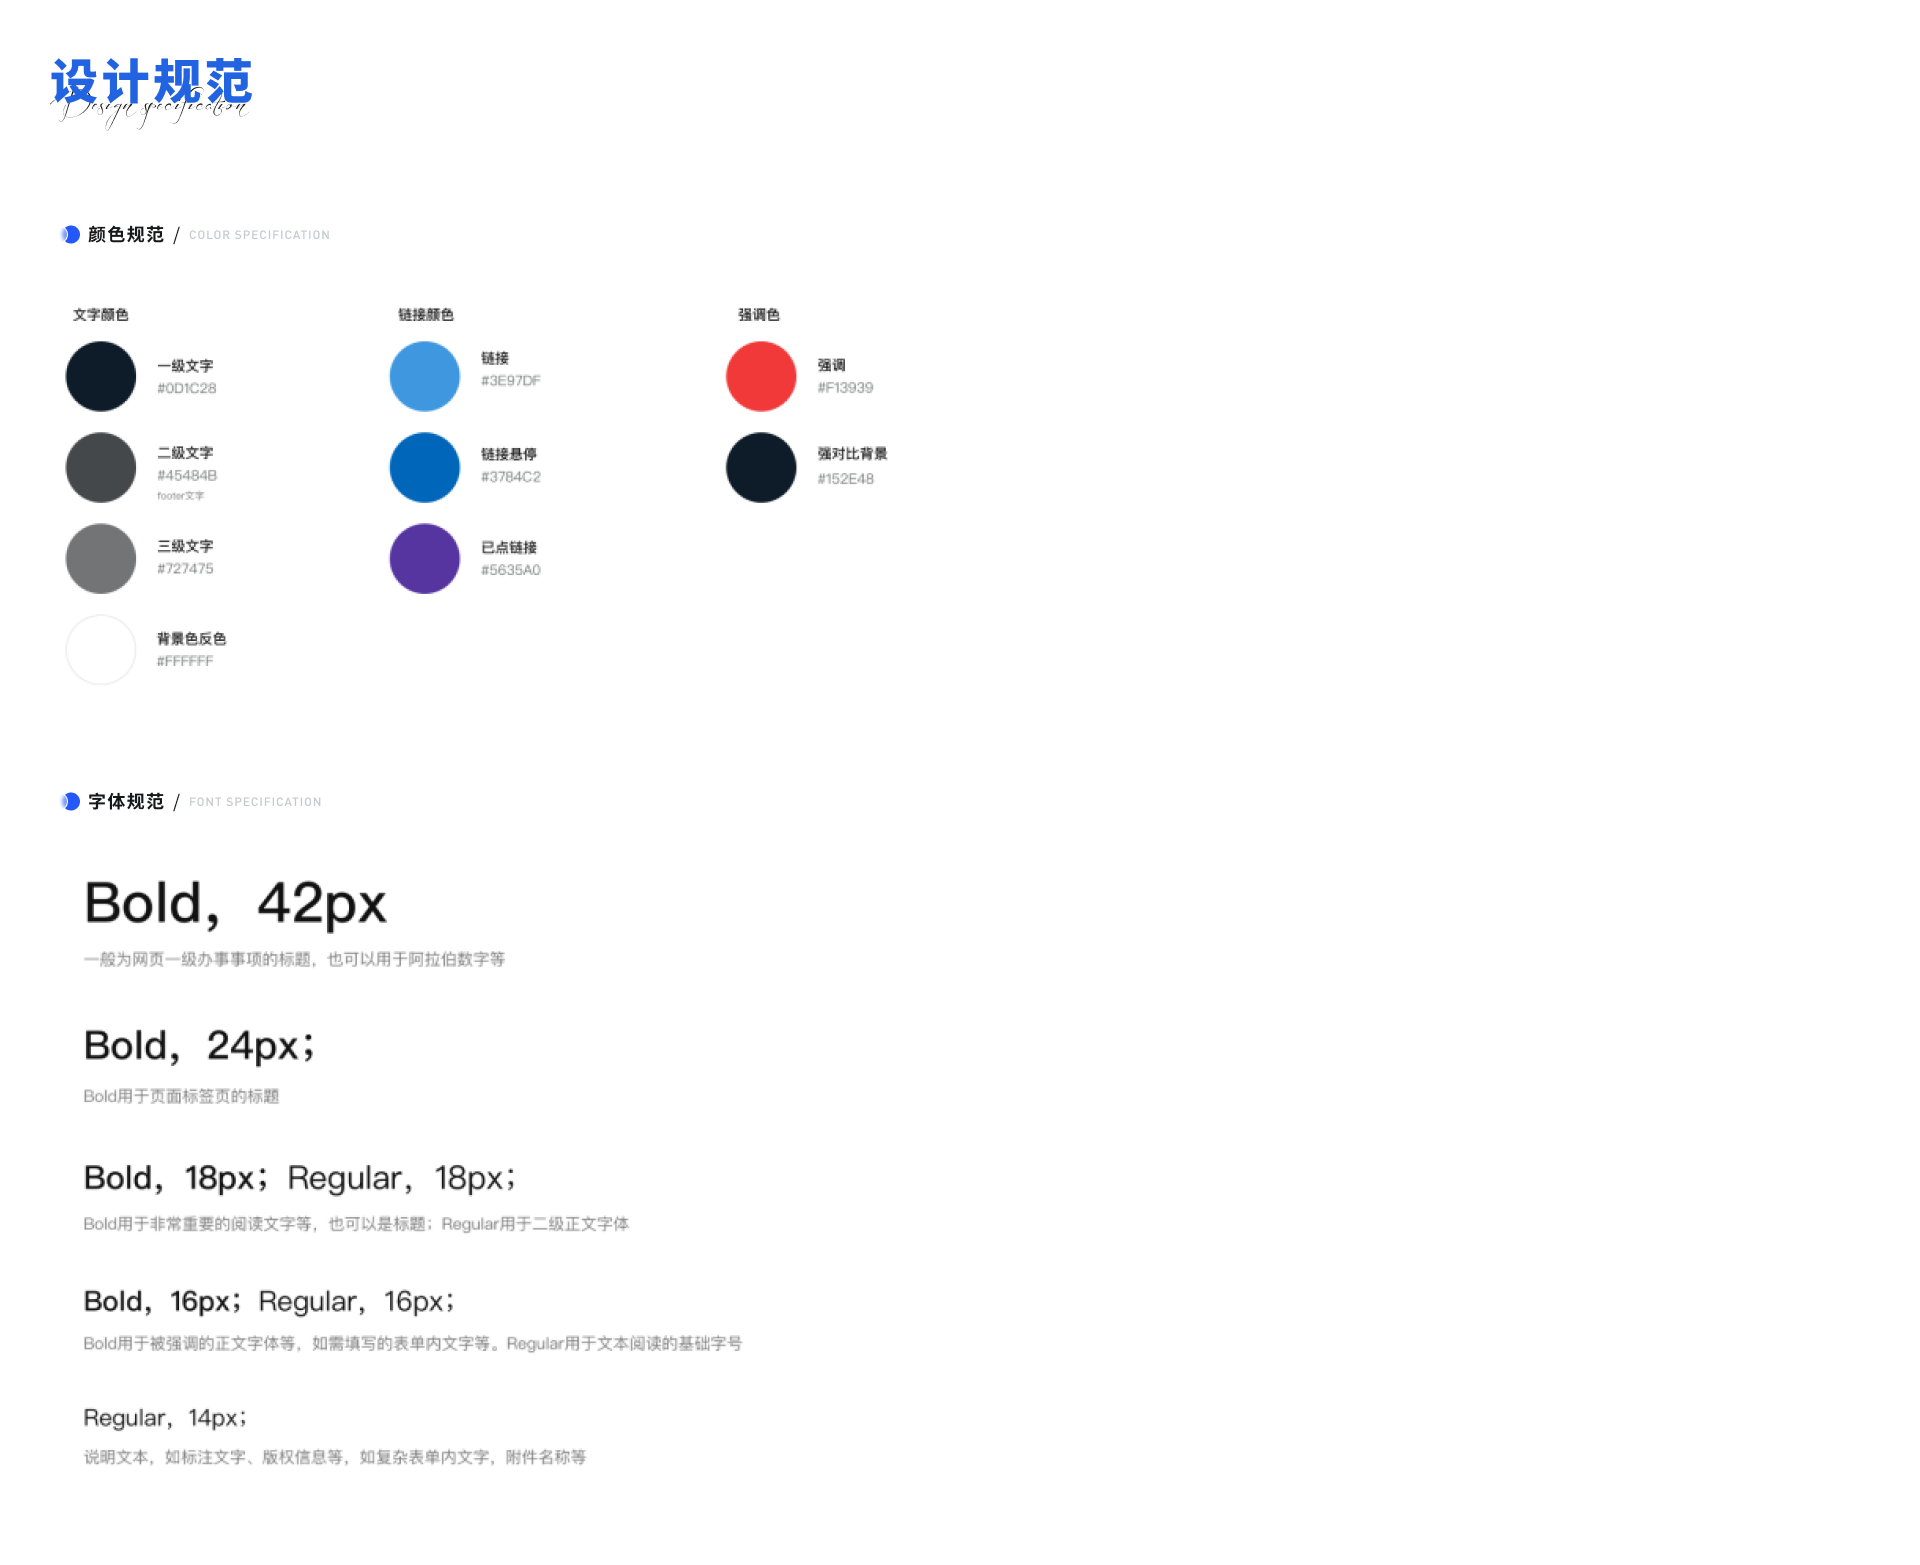 设计规范
Design specification
颜色规范 / COLOR SPECIFICATION
文字颜色
一级文字
#0D1C28
二级文字
#45484B
footer文字
三级文字
#727475
背景色反色
#FFFFFF
链接颜色
链接
#3E97DF
链接悬停
#3784C2
已点链接
#5635A0
强调色
强调
#F13939
强对比背景
#152E48
字体规范 / FONT SPECIFICATION
Bold，42px
一般为网页一级办事事项的标题，也可以用于阿拉伯数字等
Bold，24px；
Bold用于页面标签页的标题
Bold，18px；Regular，18px；
Bold用于非常重要的阅读文字等，也可以是标题；Regular用于二级正文字体
Bold，16px；Regular，16px；
Bold用于被强调的正文字体等，如需填写的表单内文字等。Regular用于文本阅读的基础字号
Regular，14px；
说明文本，如标注文字、版权信息等，如复杂表单内文字，附件名称等